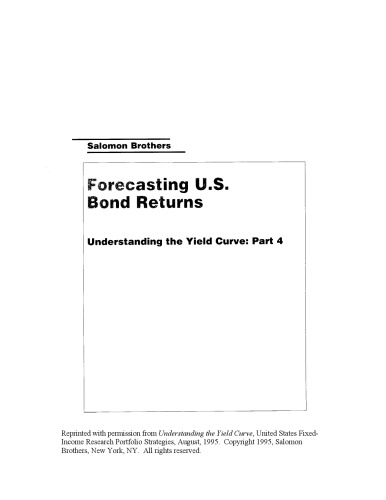 Salomon Brothers
Forecasting U.S.
Bond Returns
Understanding the Yield Curve: Part 4
Reprinted with permission from Understanding the Yield Curve, United States Fixed-
Income Research Portfolio Strategies, August, 1995. Copyright 1995, Salomon
Brothers, New York, NY. All rights reserved.